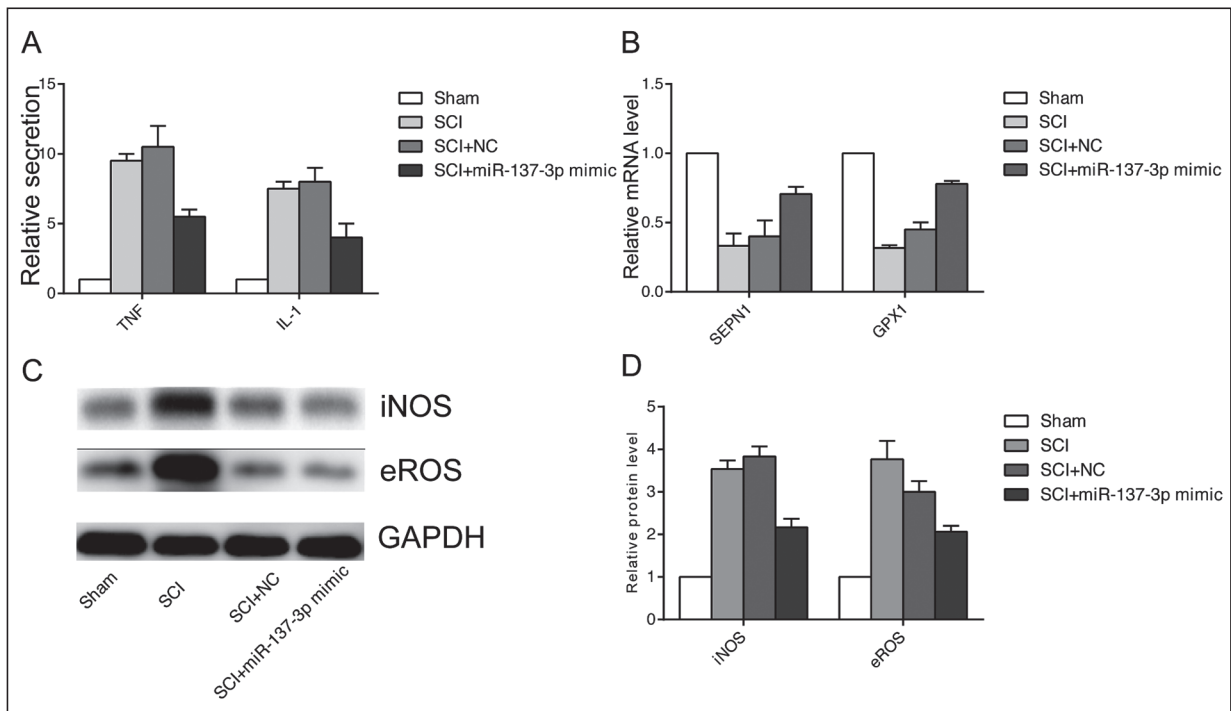 A
Relative secretion
15
10
5
0
TNF
IL-1
Sham
SCI
SCI+NC
SCI+miR-137-3p mimic
B
Relative mRNA level
1.5
1.0
0.5
0.0
SEPN1
GPX1
Sham
SCI
SCI+NC
SCI+miR-137-3p mimic
C
iNOS
eROS
GAPDH
Sham
SCI
SCI+NC
SCI+miR-137-3p mimic
D
Relative protein level
5
4
3
2
1
0
iNOS
eROS
Sham
SCI
SCI+NC
SCI+miR-137-3p mimic